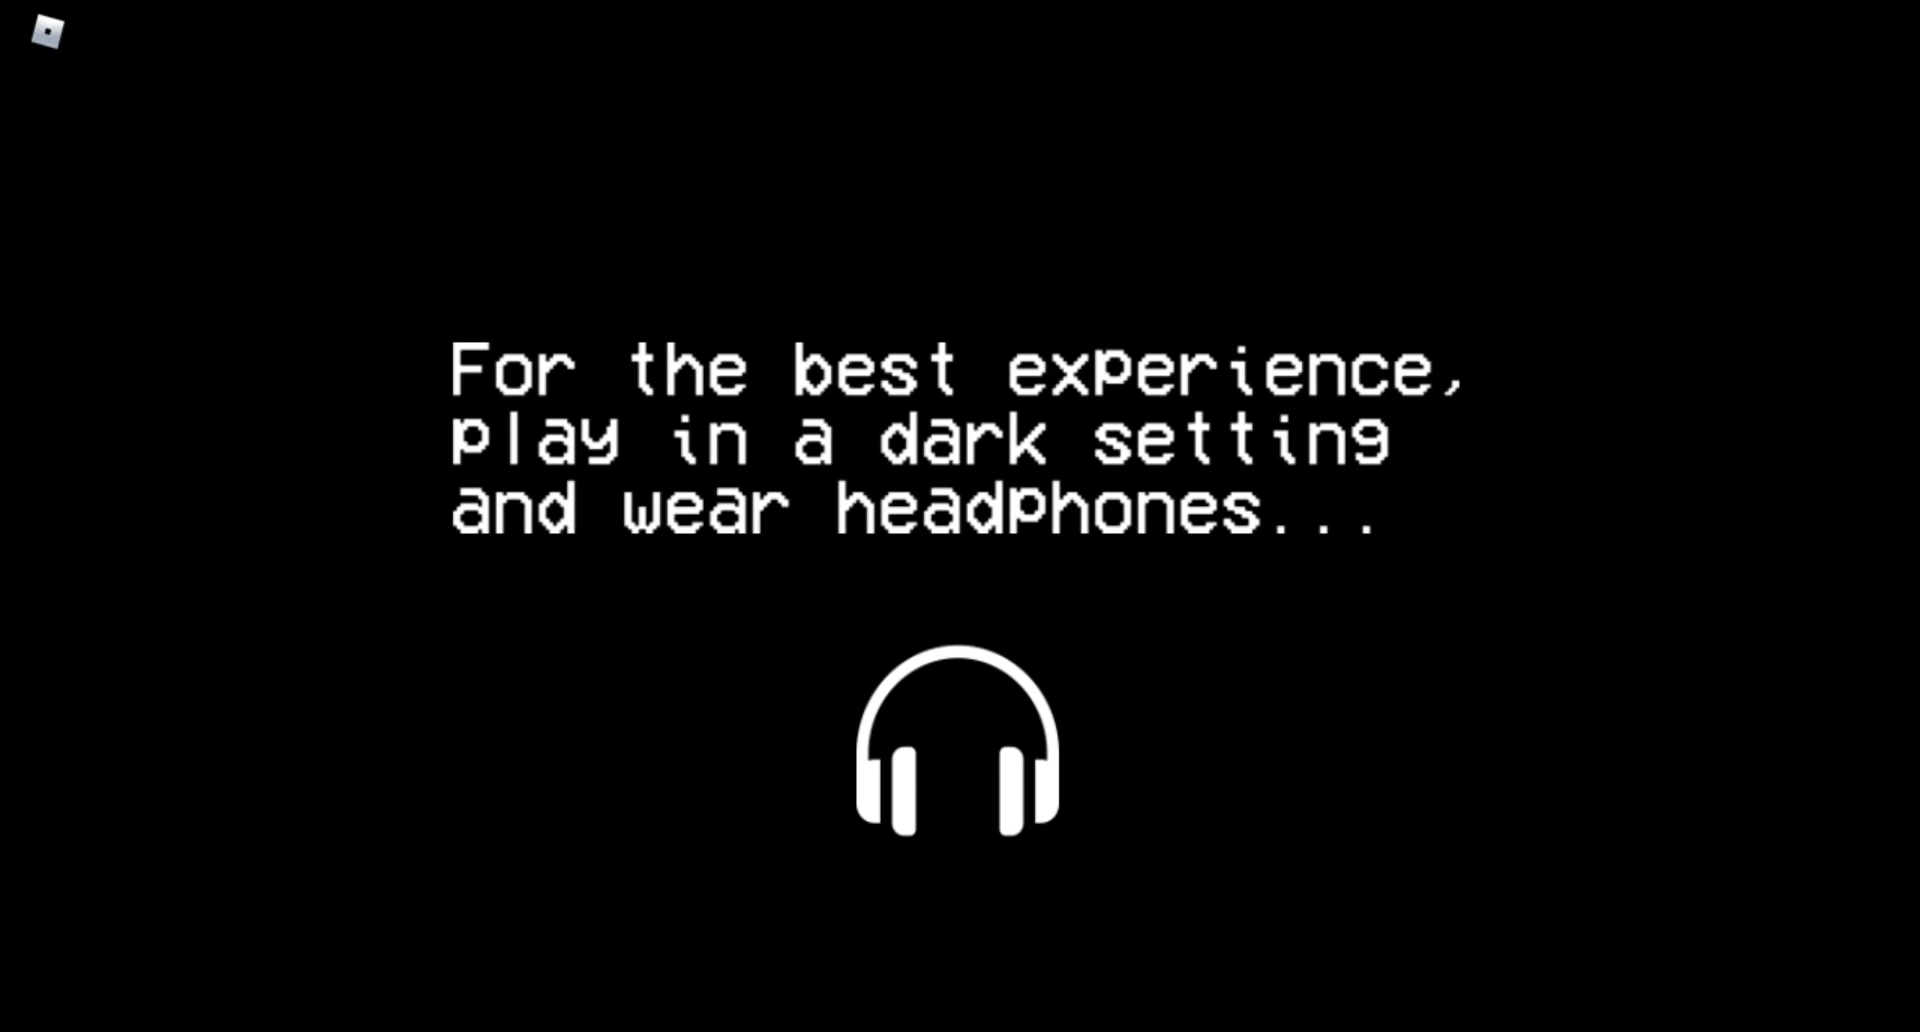 For the best experience,
play in a dark setting
and wear headphones...